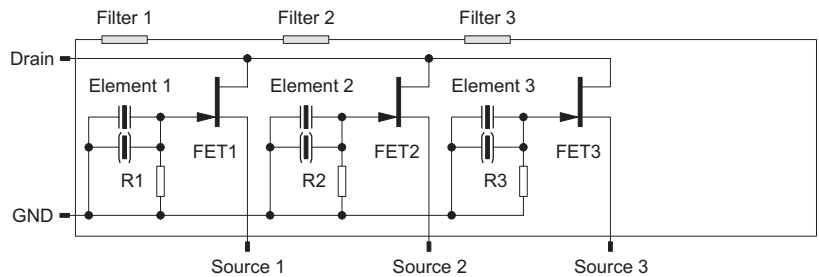 Filter 1 Filter 2 Filter 3
Drain
Element 1 Element 2 Element 3
FET1 FET2 FET3
R1 R2 R3
GND
Source 1 Source 2 Source 3